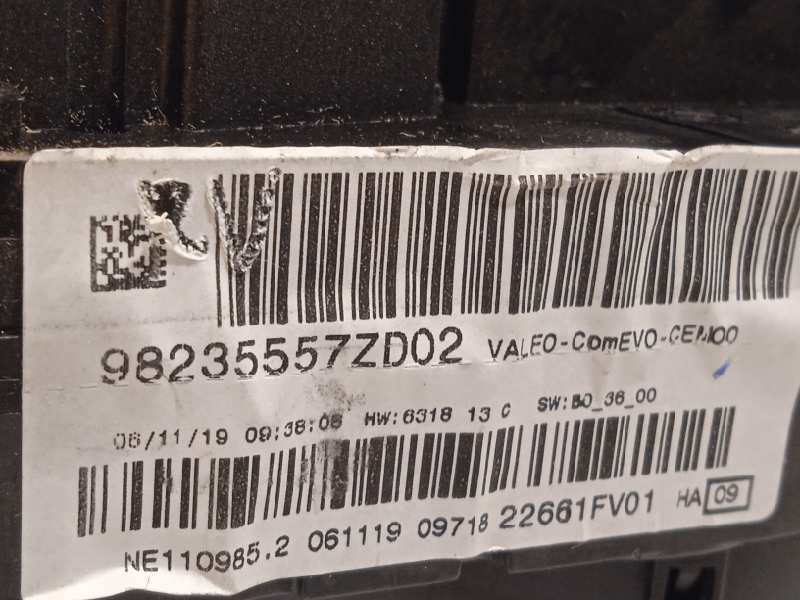 98235557ZD02 VALEO-ComEVO-CEM00
06/11/19 09:38:06 HW:6318 13 C SW:50_36_00
NE110985.2 061119 09718 22661FV01 HA 09